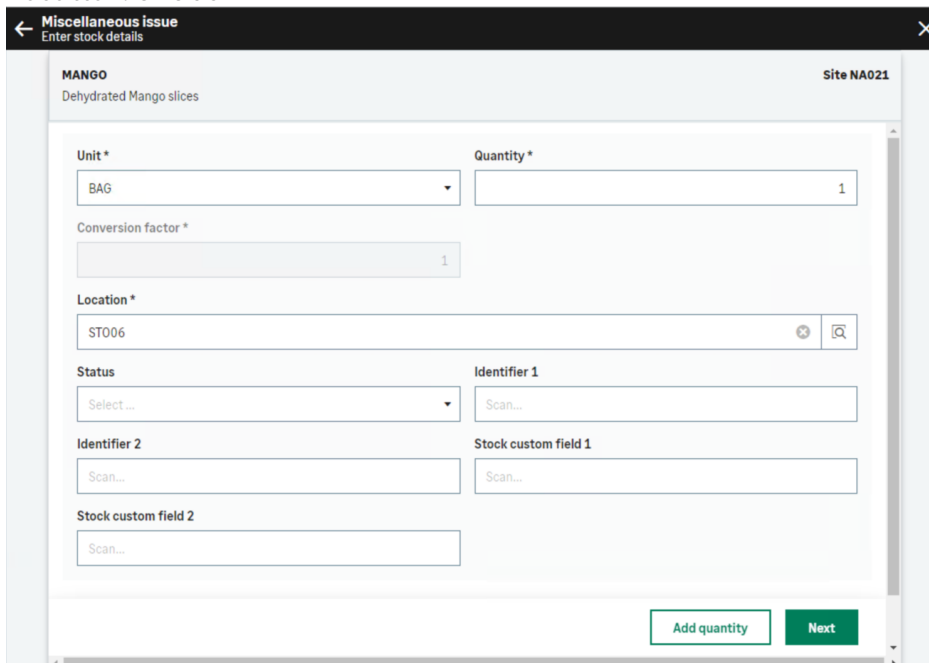 Miscellaneous issue
Enter stock details
MANGO Site NA021
Dehydrated Mango slices
Unit * Quantity *
BAG 1
Conversion factor *
1
Location *
ST006
Status Identifier 1
Select ... Scan...
Identifier 2 Stock custom field 1
Scan... Scan...
Stock custom field 2
Scan...
Add quantity Next